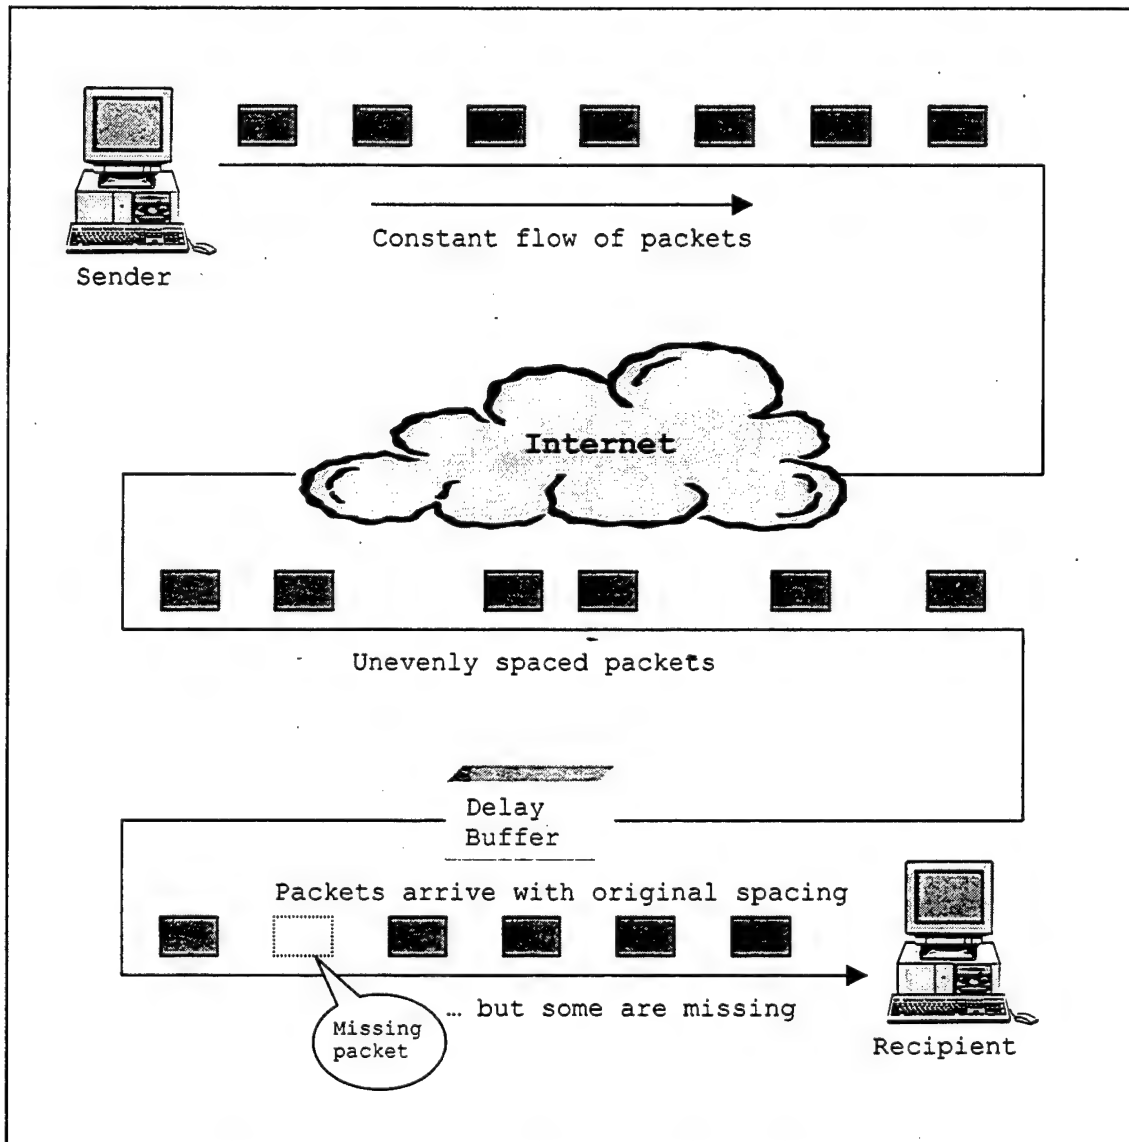 Sender
Constant flow of packets
Internet
Unevenly spaced packets
Delay
Buffer
Packets arrive with original spacing
Missing
packet
… but some are missing
Recipient